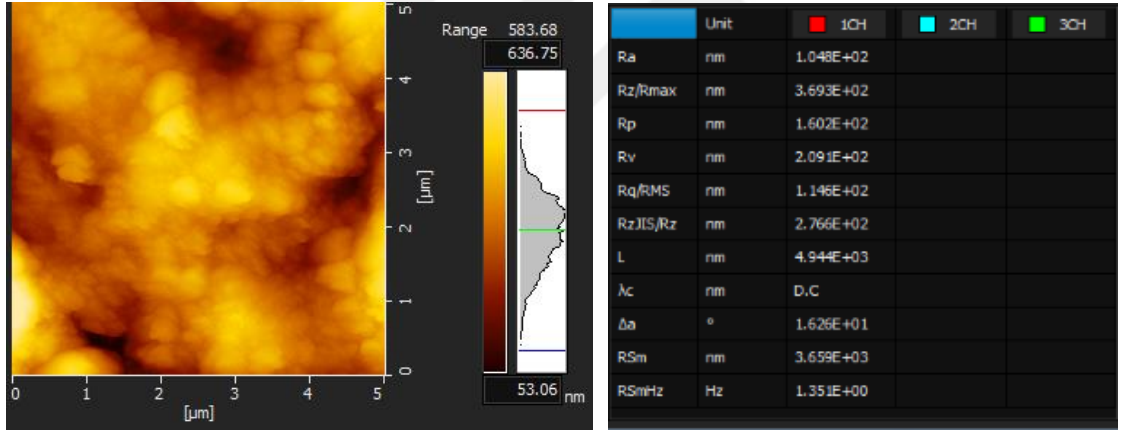 Range 583.68
636.75
5
4
3
[µm]
2
1
0
0 1 2 3 4 5
[µm]
53.06 nm
Unit 1CH 2CH 3CH
Ra nm 1.048E+02
Rz/Rmax nm 3.693E+02
Rp nm 1.602E+02
Rv nm 2.091E+02
Rq/RMS nm 1.146E+02
RzJIS/Rz nm 2.766E+02
L nm 4.944E+03
λc nm D.C
Δa ° 1.626E+01
RSm nm 3.659E+03
RSmHz Hz 1.351E+00